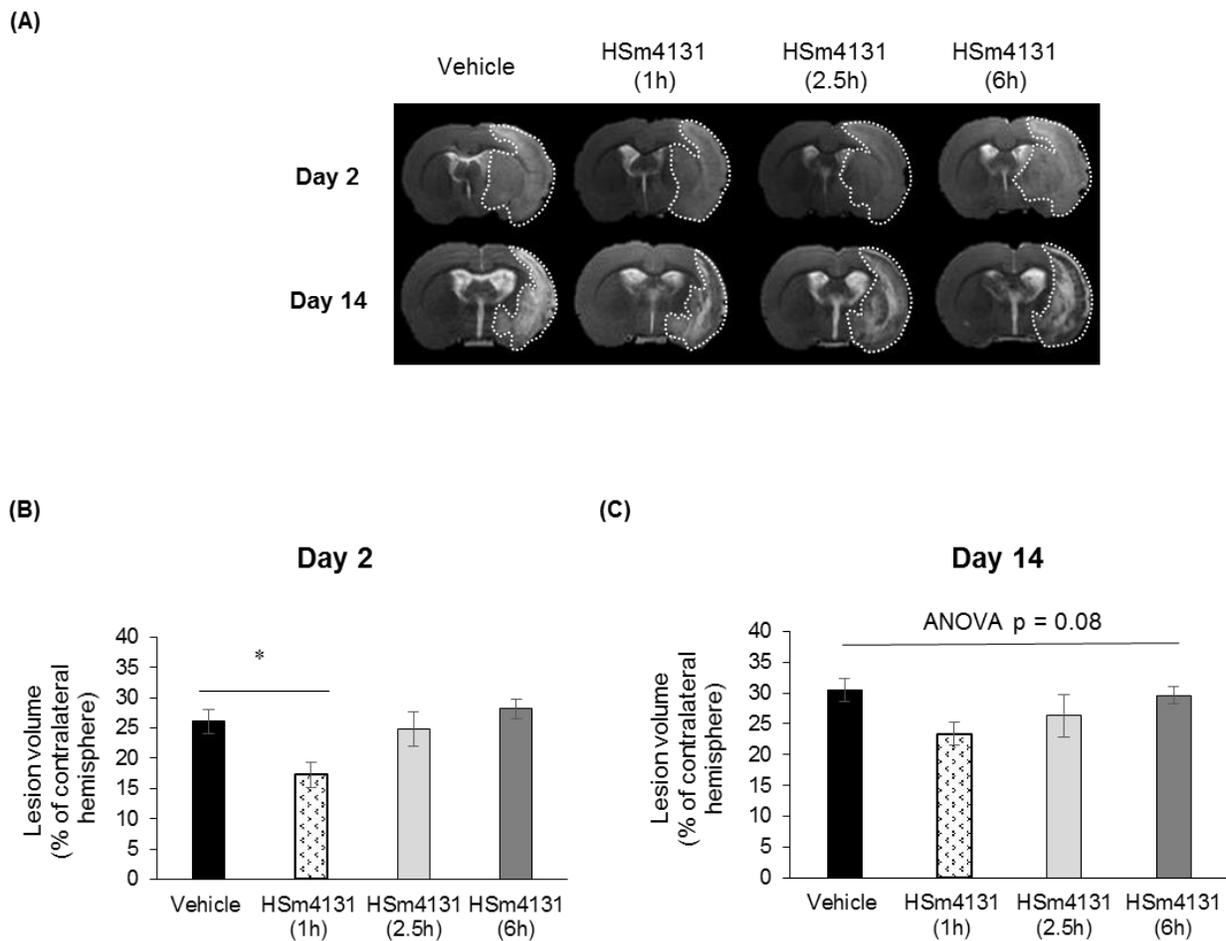 (A)
Vehicle
HSm4131
(1h)
HSm4131
(2.5h)
HSm4131
(6h)
Day 2
Day 14
(B)
Day 2
Lesion volume
(% of contralateral
hemisphere)
40
35
30
25
20
15
10
5
0
*
Vehicle
HSm4131
(1h)
HSm4131
(2.5h)
HSm4131
(6h)
(C)
Day 14
ANOVA p = 0.08
Lesion volume
(% of contralateral
hemisphere)
40
35
30
25
20
15
10
5
0
Vehicle
HSm4131
(1h)
HSm4131
(2.5h)
HSm4131
(6h)